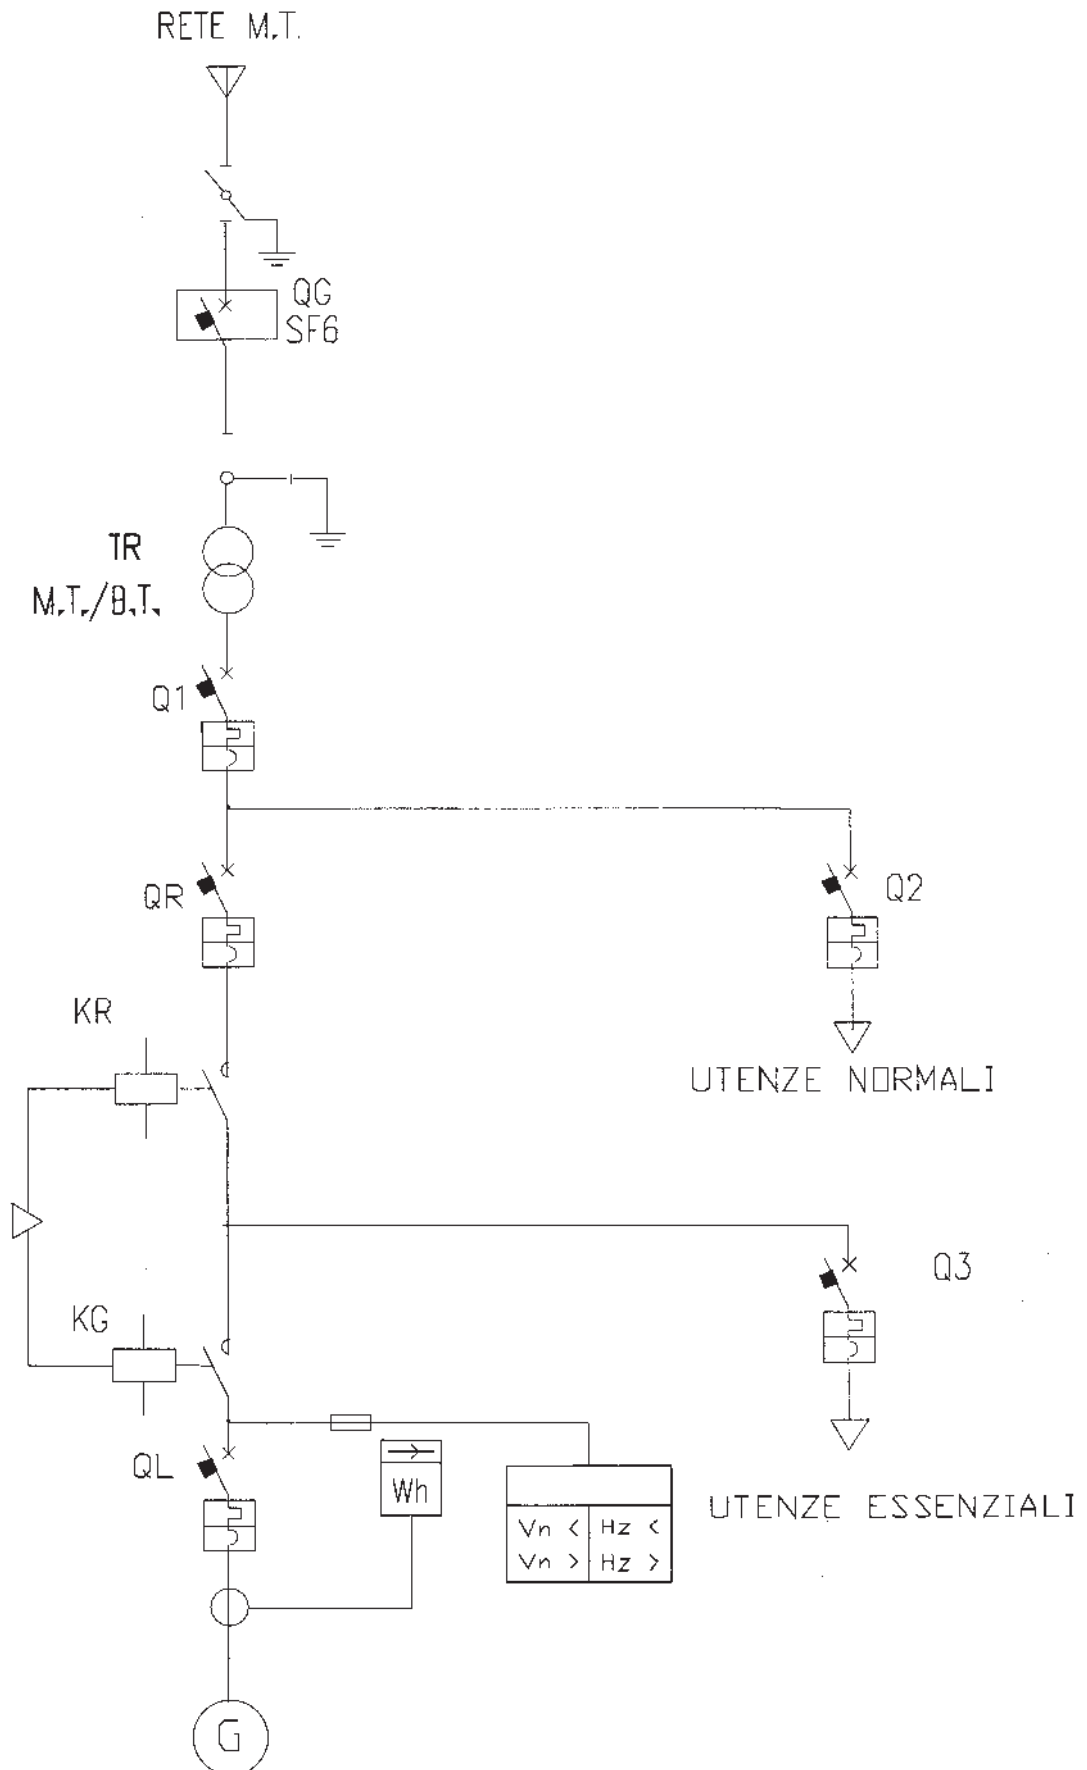 RETE M.T.
QG
SF6
TR
M.T./B.T.
Q1
QR
Q2
KR
UTENZE NORMALI
Q3
KG
QL
Wh
UTENZE ESSENZIALI
Vn < Hz <
Vn > Hz >
G